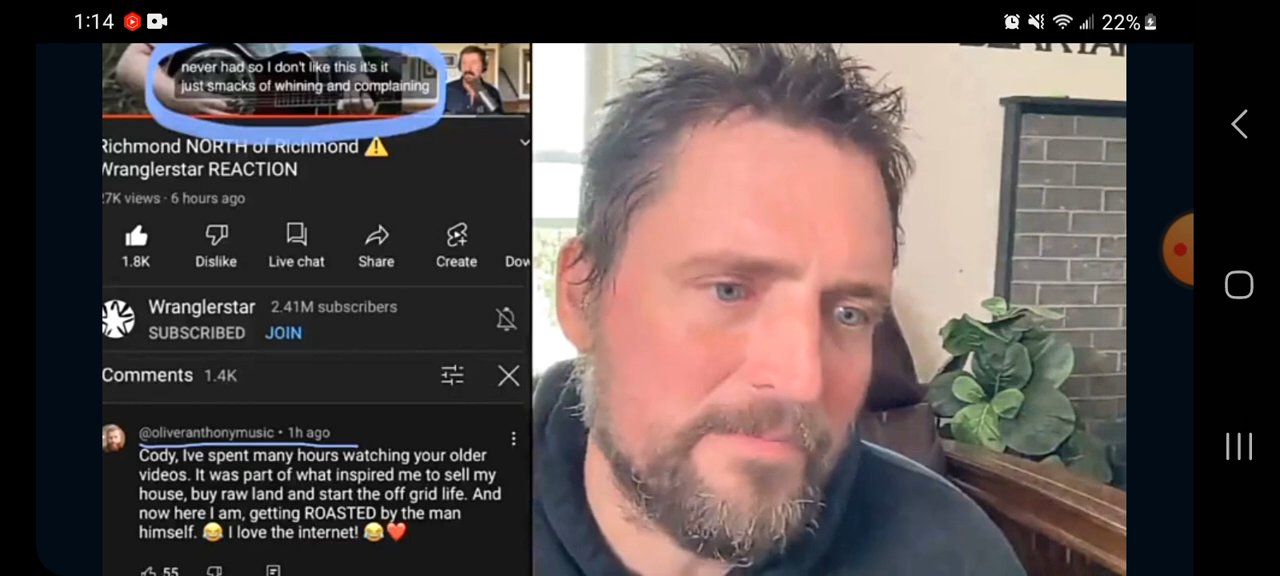 1:14
22%
never had so I don't like this it's it
just smacks of whining and complaining
Richmond NORTH of Richmond ⚠️
Wranglerstar REACTION
27K views · 6 hours ago
1.8K
Dislike
Live chat
Share
Create
Dow
Wranglerstar 2.41M subscribers
SUBSCRIBED JOIN
Comments 1.4K
@oliveranthonymusic • 1h ago
Cody, Ive spent many hours watching your older
videos. It was part of what inspired me to sell my
house, buy raw land and start the off grid life. And
now here I am, getting ROASTED by the man
himself. 😂 I love the internet! 😂❤️
55